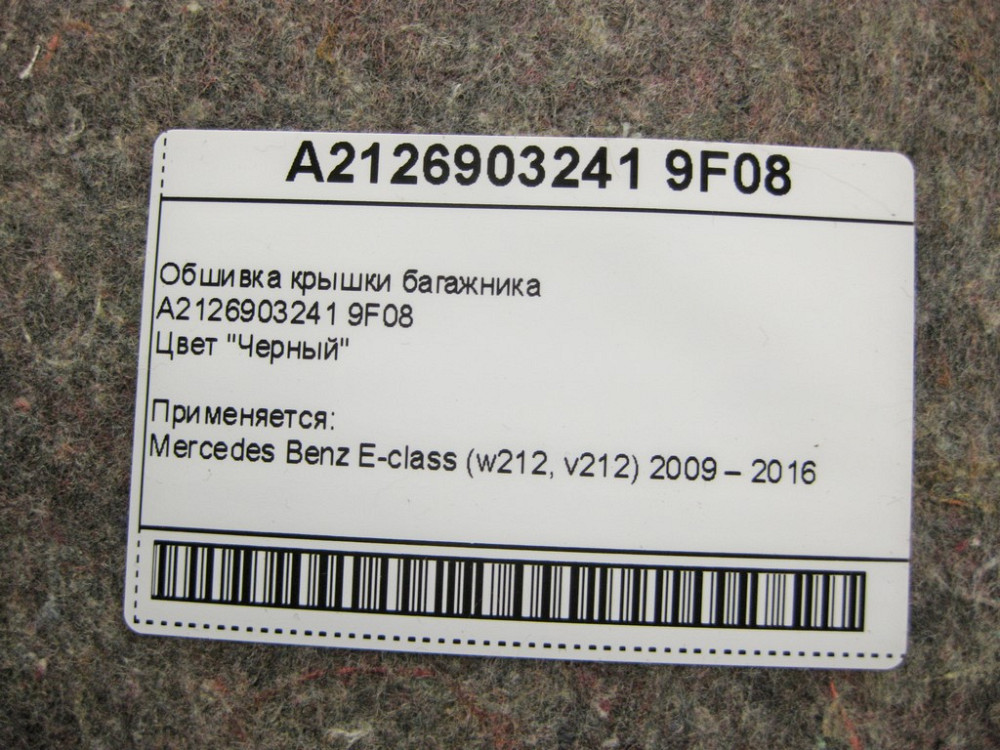 A2126903241 9F08
Обшивка крышки багажника
A2126903241 9F08
Цвет "Черный"
Применяется:
Mercedes Benz E-class (w212, v212) 2009 – 2016